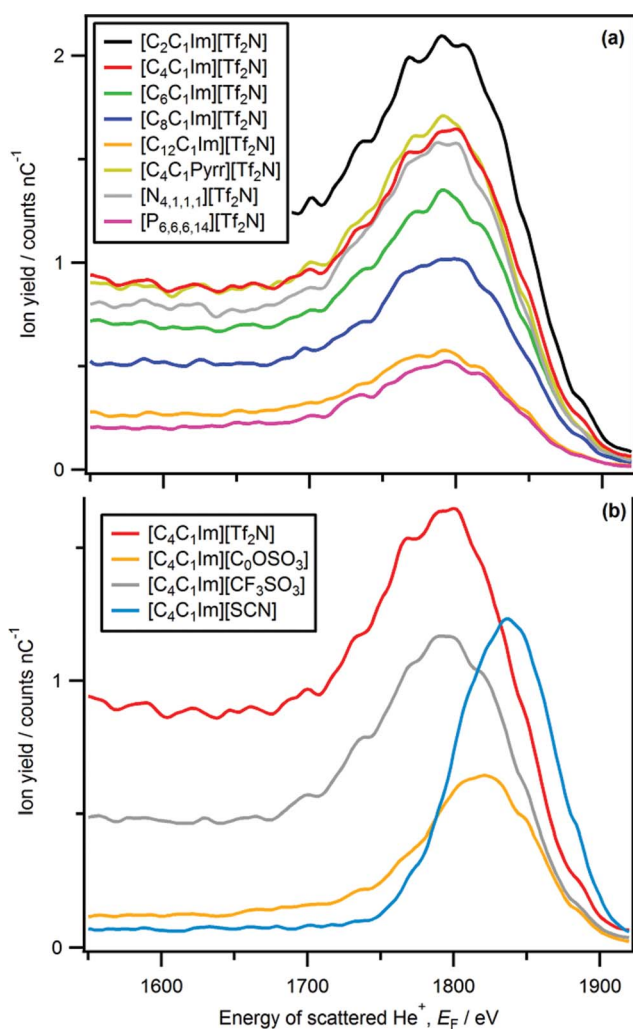 (a)
[C2C1Im][Tf2N]
[C4C1Im][Tf2N]
[C6C1Im][Tf2N]
[C8C1Im][Tf2N]
[C12C1Im][Tf2N]
[C4C1Pyrr][Tf2N]
[N4,1,1,1][Tf2N]
[P6,6,6,14][Tf2N]
2
1
0
Ion yield / counts nC⁻¹
(b)
[C4C1Im][Tf2N]
[C4C1Im][C0OSO3]
[C4C1Im][CF3SO3]
[C4C1Im][SCN]
1
0
Ion yield / counts nC⁻¹
1600 1700 1800 1900
Energy of scattered He⁺, EF / eV